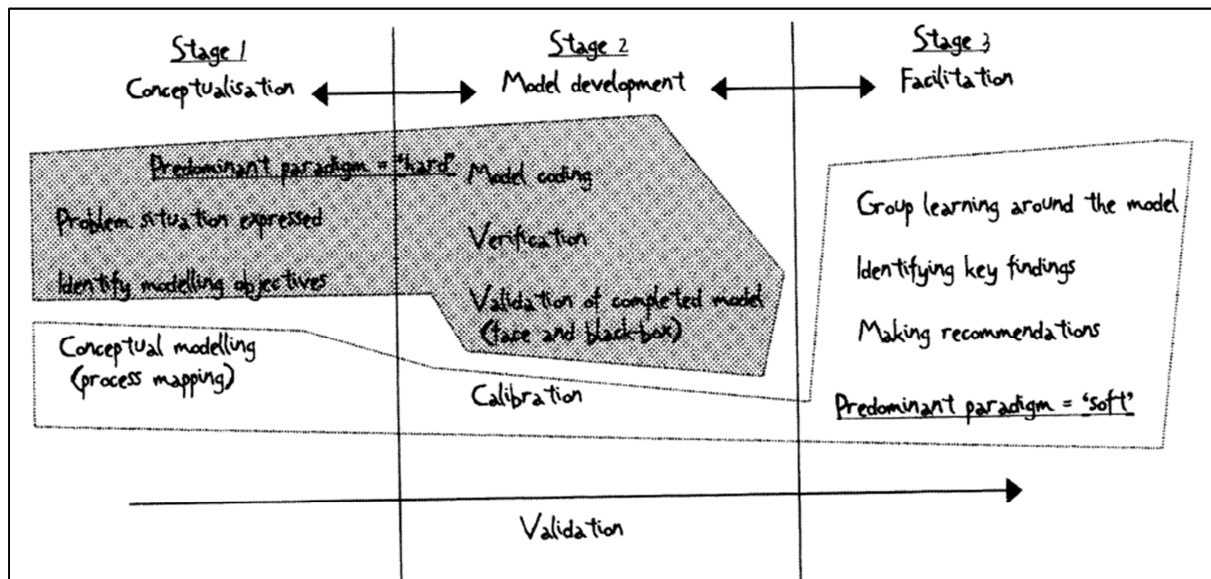 Stage 1
Conceptualisation
Stage 2
Model development
Stage 3
Facilitation
Predominant paradigm = "hard"
Problem situation expressed
Identify modelling objectives
Conceptual modelling
(process mapping)
Model coding
Verification
Validation of completed model
(face and black-box)
Calibration
Group learning around the model
Identifying key findings
Making recommendations
Predominant paradigm = 'soft'
Validation